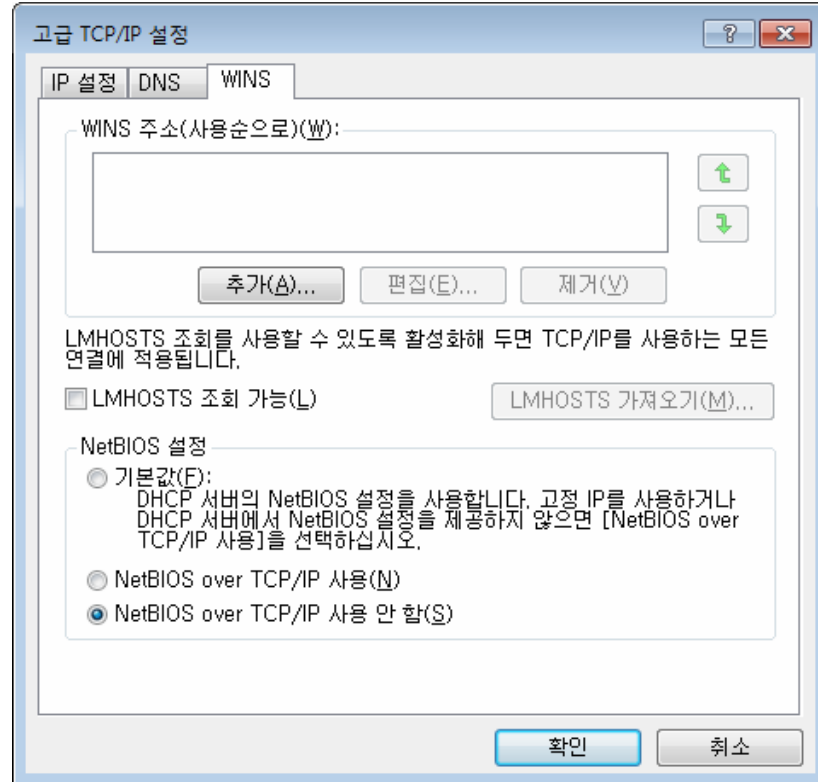 고급 TCP/IP 설정
IP 설정 DNS WINS
WINS 주소(사용순으로)(W):
추가(A)... 편집(E)... 제거(V)
LMHOSTS 조회를 사용할 수 있도록 활성화해 두면 TCP/IP를 사용하는 모든
연결에 적용됩니다.
LMHOSTS 조회 가능(L) LMHOSTS 가져오기(M)...
NetBIOS 설정
기본값(F):
DHCP 서버의 NetBIOS 설정을 사용합니다. 고정 IP를 사용하거나
DHCP 서버에서 NetBIOS 설정을 제공하지 않으면 [NetBIOS over
TCP/IP 사용]을 선택하십시오.
NetBIOS over TCP/IP 사용(N)
NetBIOS over TCP/IP 사용 안 함(S)
확인 취소